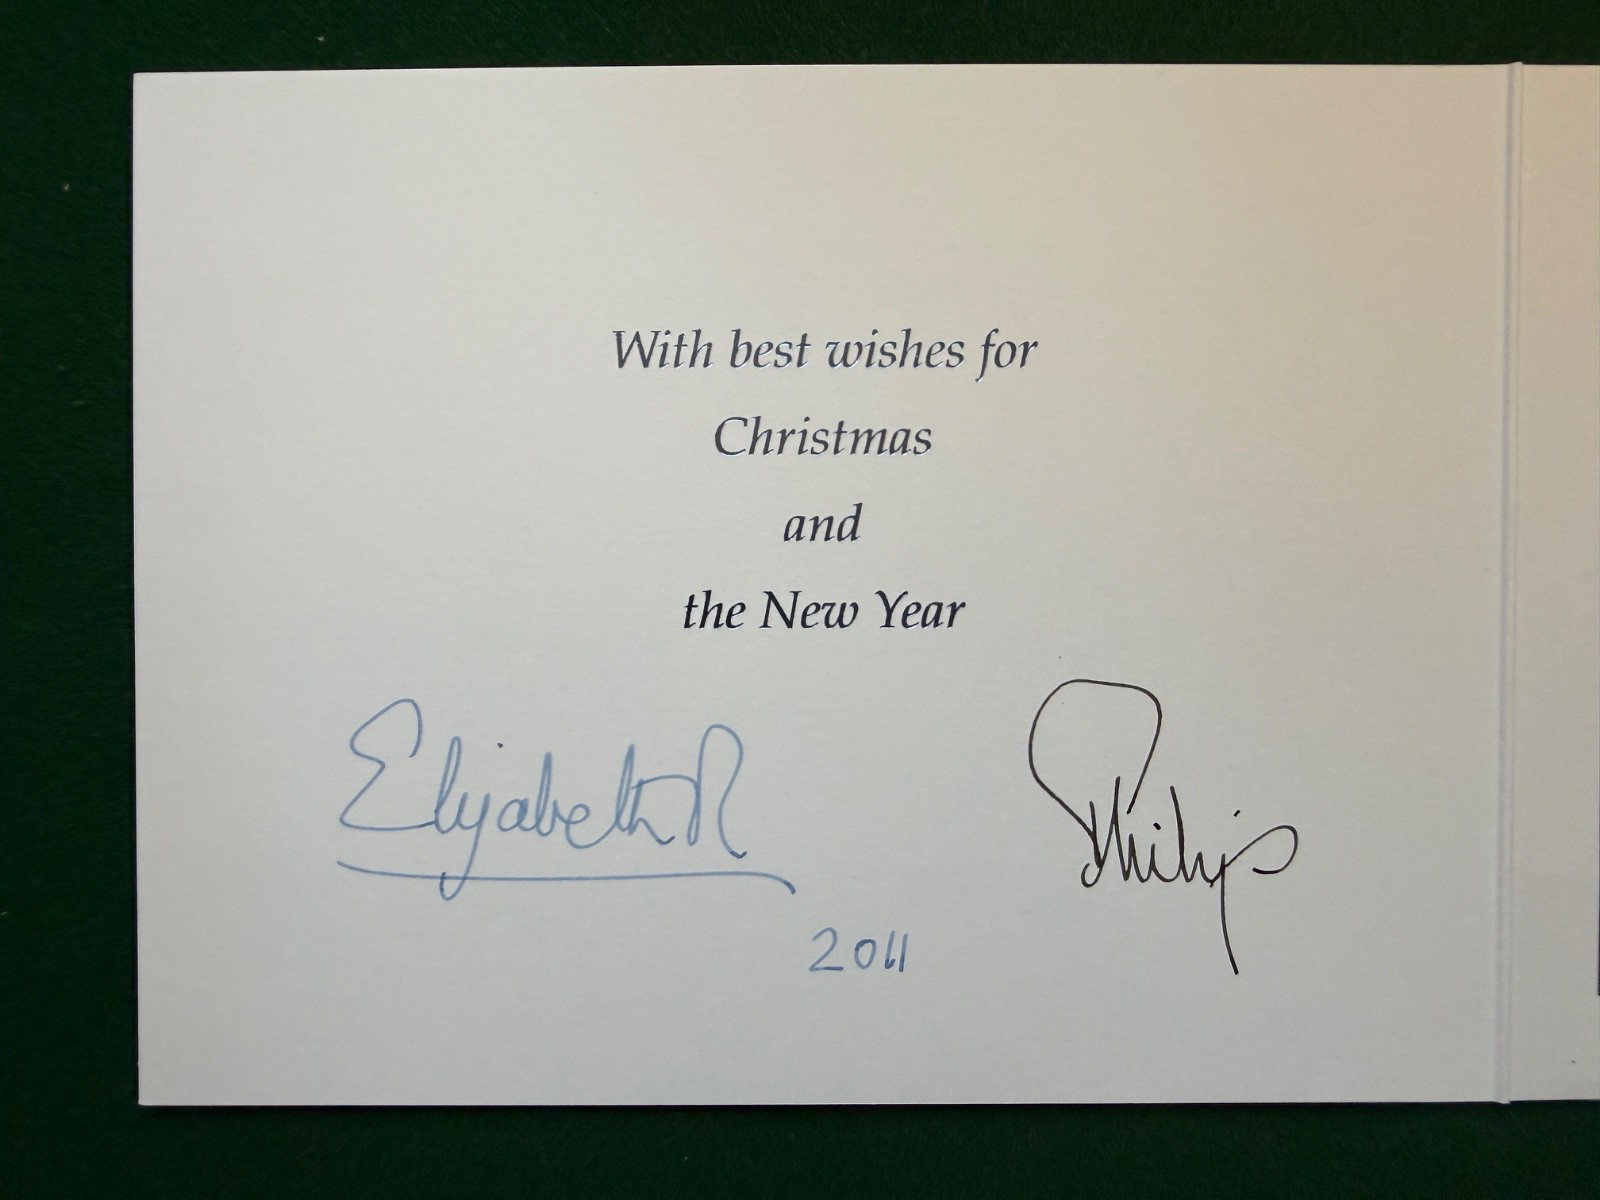 With best wishes for
Christmas
and
the New Year
Elizabeth R
Philip
2011